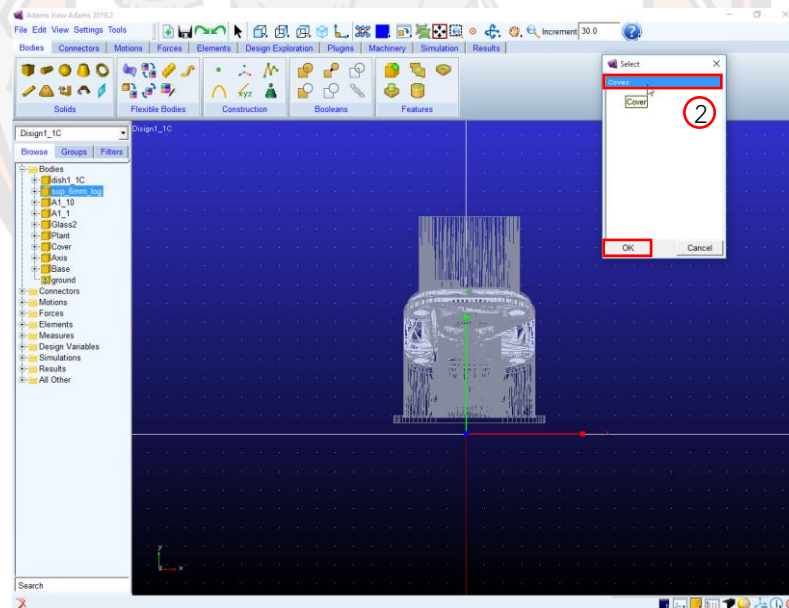 Adams View Adams 2019.2
File Edit View Settings Tools
Increment 30.0
Bodies Connectors Motions Forces Elements Design Exploration Plugins Machinery Simulation Results
Solids Flexible Bodies Construction Booleans Features
.Disign1_1C
Browse Groups Filters
Bodies
dish1_1C
sup_6mm_log
A1_10
A1_1
Glass2
Plant
Cover
Axis
Base
ground
Connectors
Motions
Forces
Elements
Measures
Design Variables
Simulations
Results
All Other
Search
Disign1_1C
y
x
Select
Cover
Cover
2
OK Cancel